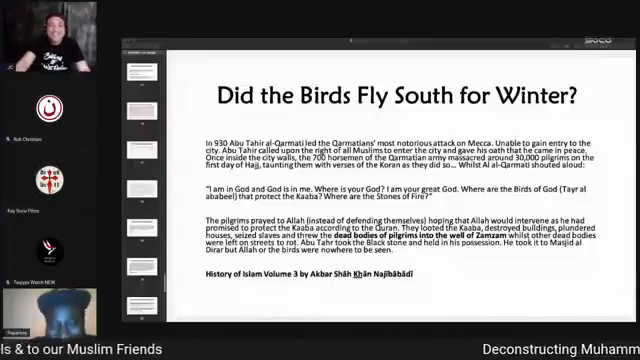 Did the Birds Fly South for Winter?
In 930 Abu Tahir al-Qarmati led the Qarmatians' most notorious attack on Mecca. Unable to gain entry to the
city. Abu Tahir called upon the right of all Muslims to enter the city and gave his oath that he came in peace.
Once inside the city walls, the 700 horsemen of the Qarmatian army massacred around 30,000 pilgrims on the
first day of Hajj, taunting them with verses of the Koran as they did so... Whilst Al al-Qarmati shouted aloud:
"I am in God and God is in me. Where is your God? I am your great God. Where are the Birds of God (Tayr al
ababeel) that protect the Kaaba? Where are the Stones of Fire?"
The pilgrims prayed to Allah (instead of defending themselves) hoping that Allah would intervene as he had
promised to protect the Kaaba according to the Quran. They looted the Kaaba, destroyed buildings, plundered
houses, seized slaves and threw the dead bodies of pilgrims into the well of Zamzam whilst other dead bodies
were left on streets to rot. Abu Tahr took the Black stone and held in his possession. He took it to Masjid al
Dirar but Allah or the birds were nowhere to be seen.
History of Islam Volume 3 by Akbar Shāh Khān Najībābādī
JC
Rob Christian
Kay Soco Films
Taqiyya Watch NEW
SOCO
ls & to our Muslim Friends
Deconstructing Muhamm